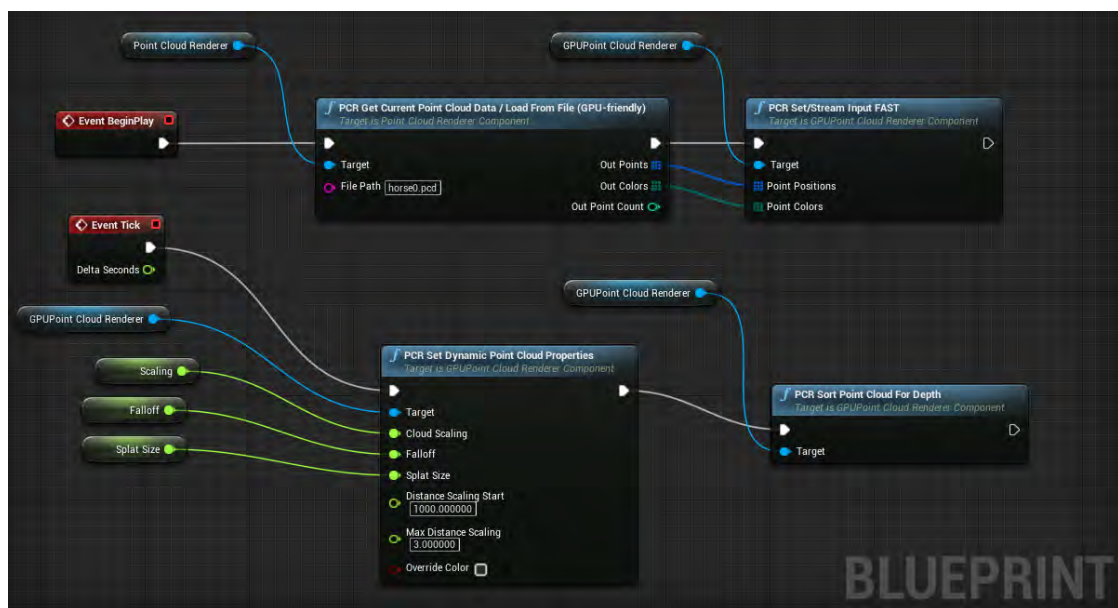 Point Cloud Renderer
GPUPoint Cloud Renderer
Event BeginPlay
PCR Get Current Point Cloud Data / Load From File (GPU-friendly)
Target is Point Cloud Renderer Component
Target
File Path horse0.pcd
Out Points
Out Colors
Out Point Count
PCR Set/Stream Input FAST
Target is GPUPoint Cloud Renderer Component
Target
Point Positions
Point Colors
Event Tick
Delta Seconds
GPUPoint Cloud Renderer
Scaling
Falloff
Splat Size
PCR Set Dynamic Point Cloud Properties
Target is GPUPoint Cloud Renderer Component
Target
Cloud Scaling
Falloff
Splat Size
Distance Scaling Start
1000.000000
Max Distance Scaling
3.000000
Override Color
GPUPoint Cloud Renderer
PCR Sort Point Cloud For Depth
Target is GPUPoint Cloud Renderer Component
Target
BLUEPRINT